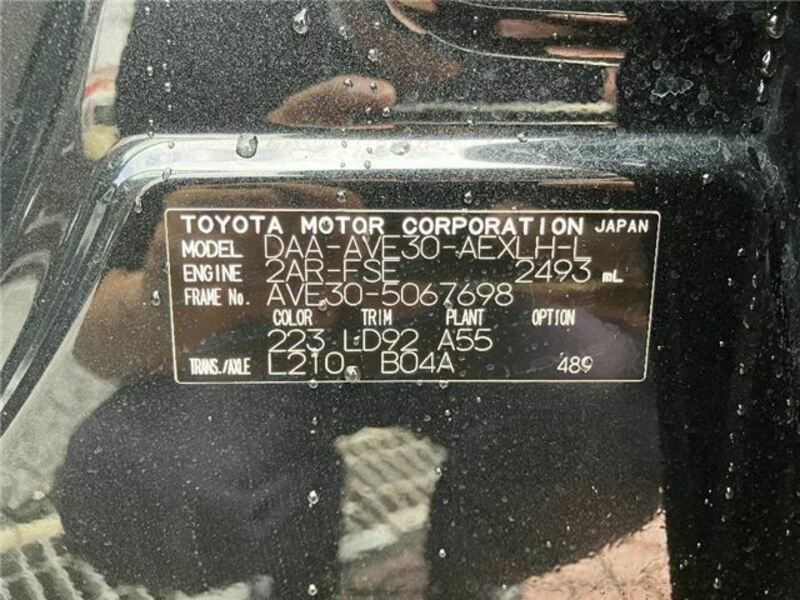 TOYOTA MOTOR CORPORATION JAPAN
MODEL DAA-AVE30-AEXLH-L
ENGINE 2AR-FSE 2493 mL
FRAME No. AVE30-5067698
COLOR TRIM PLANT OPTION
223 LD92 A55
TRANS./AXLE L210 B04A 489